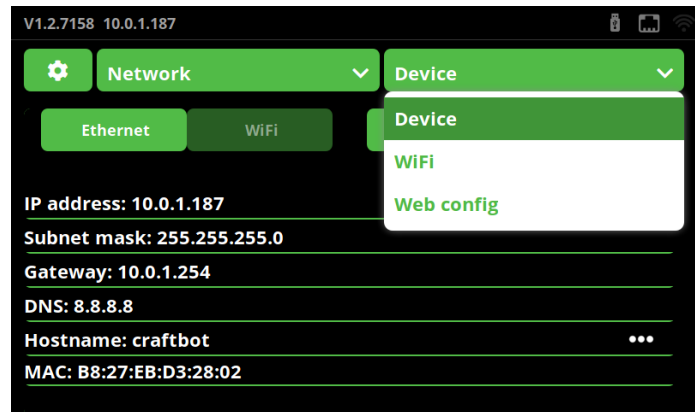 V1.2.7158 10.0.1.187
Network
Device
Device
WiFi
Web config
Ethernet
WiFi
IP address: 10.0.1.187
Subnet mask: 255.255.255.0
Gateway: 10.0.1.254
DNS: 8.8.8.8
Hostname: craftbot
MAC: B8:27:EB:D3:28:02